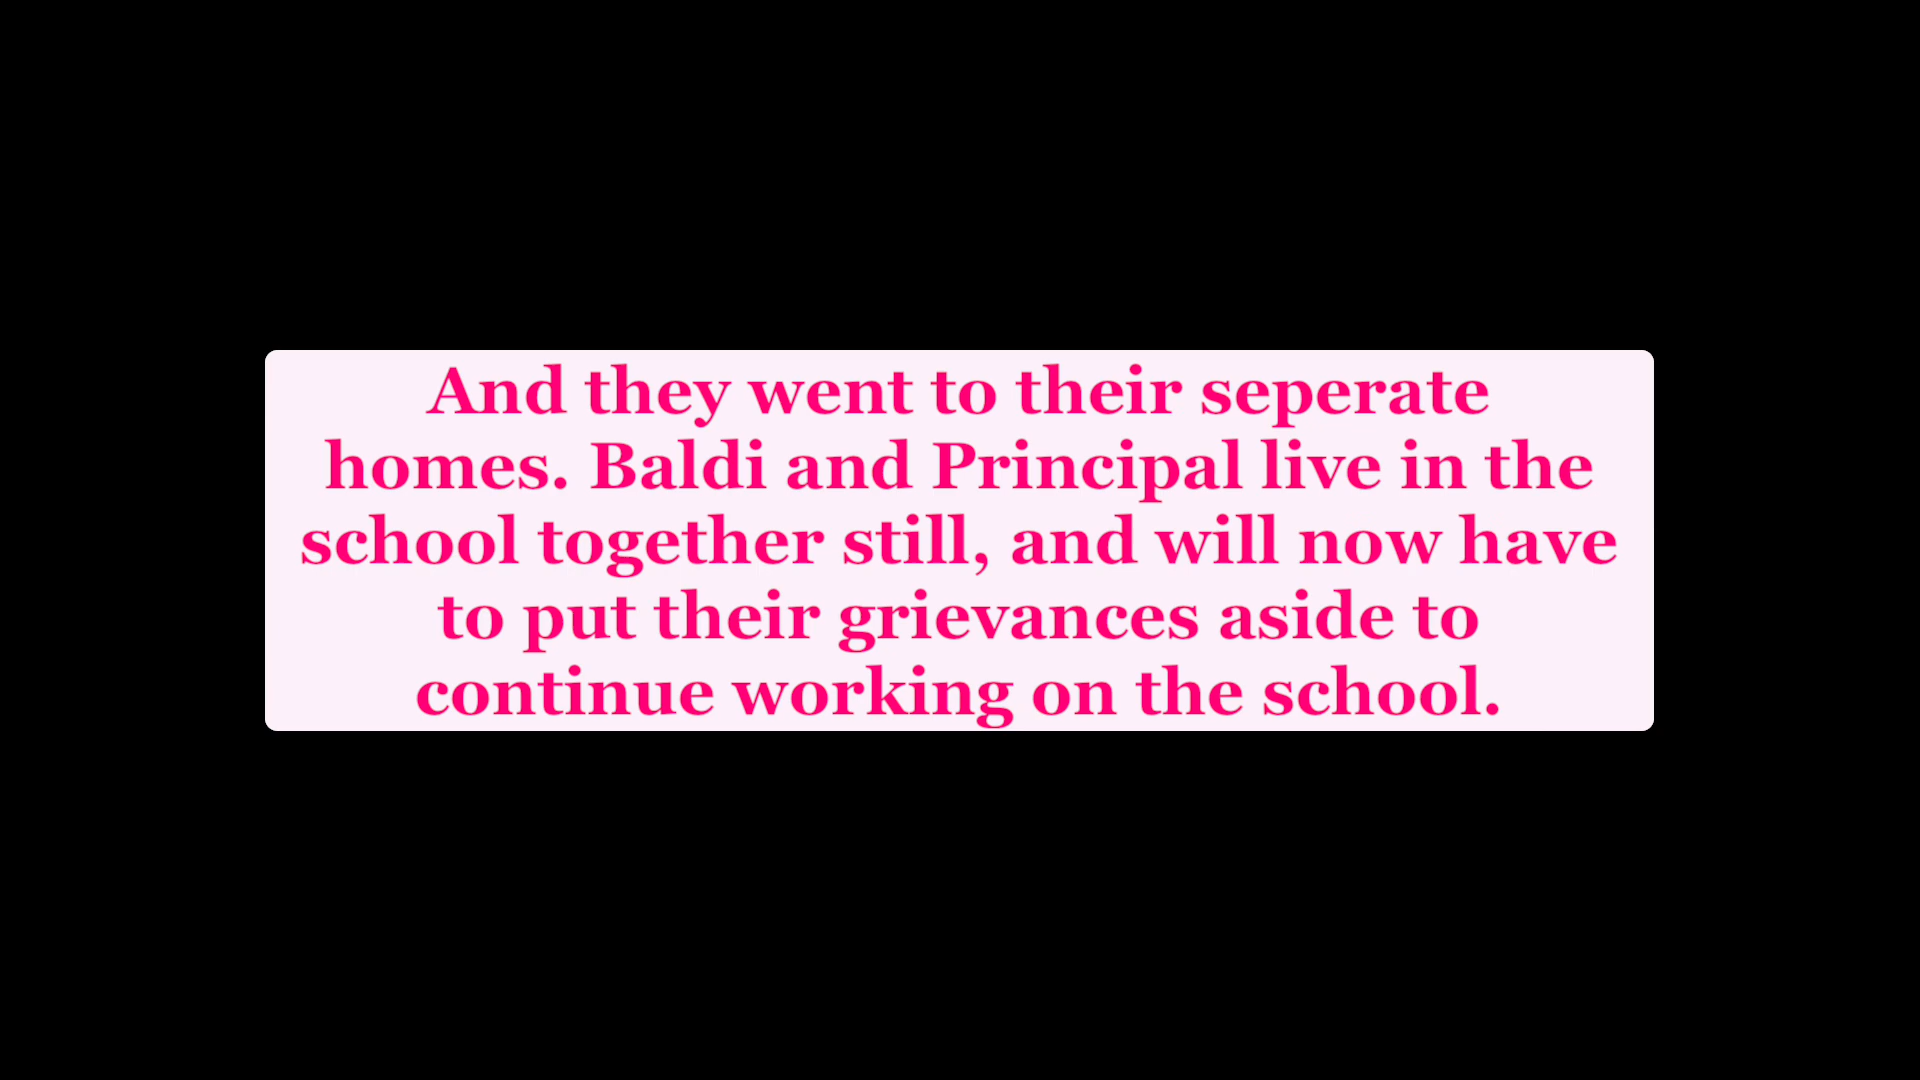 And they went to their seperate
homes. Baldi and Principal live in the
school together still, and will now have
to put their grievances aside to
continue working on the school.